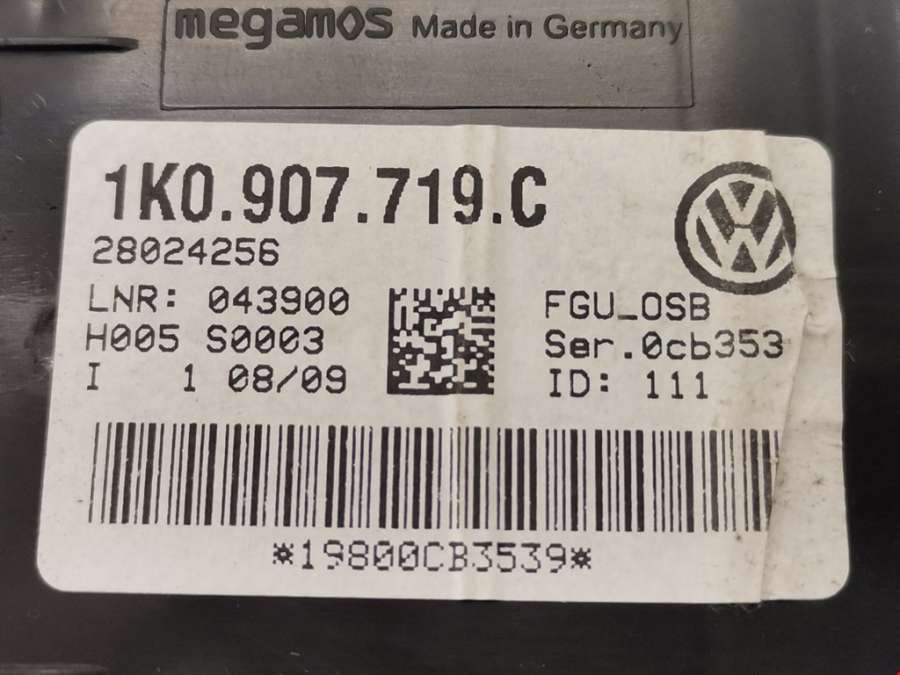 megamos Made in Germany
1K0.907.719.C
28024256
LNR: 043900
H005 S0003
I 1 08/09
FGU_OSB
Ser.0cb353
ID: 111
*19800CB3539*